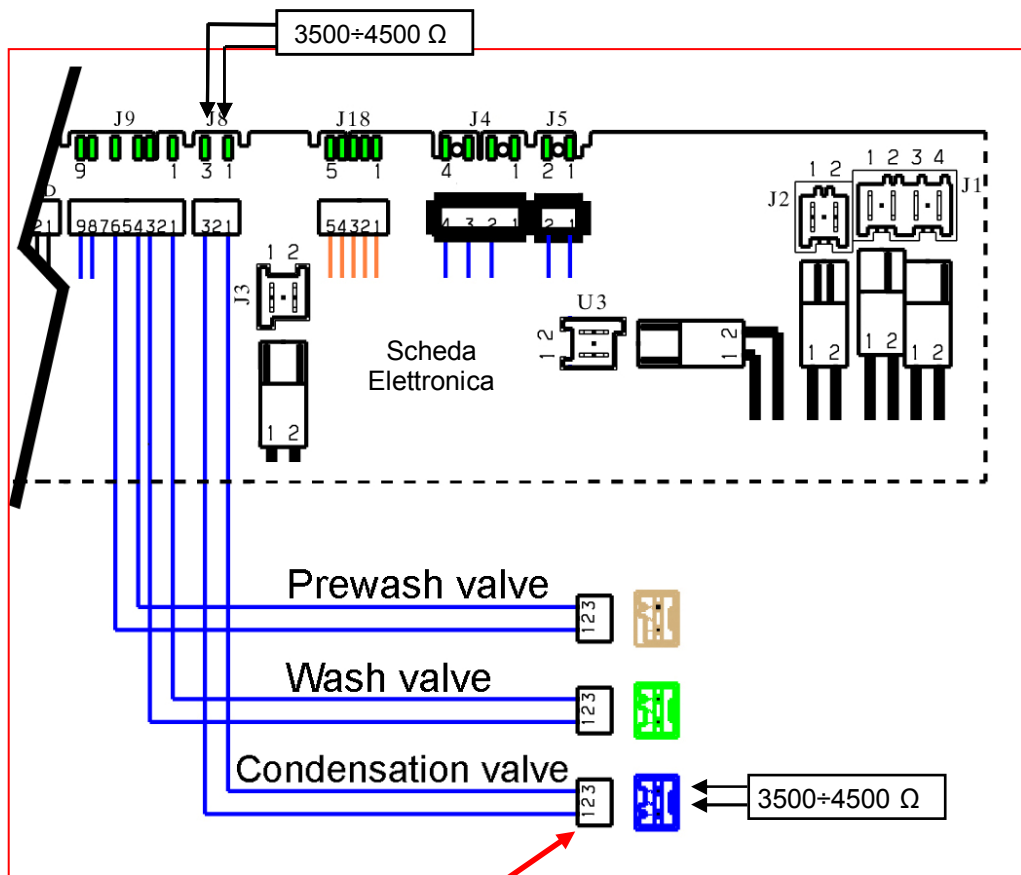 3500÷4500 Ω
J9 J8 J18 J4 J5
9 1 3 1 5 1 4 1 2 1
1 2 1 2 3 4
J2 J1
D
21 987654321 321 54321 4 3 2 1 2 1
1 2
J3
U3
2
1
2
1
1 2 1 2 1 2
Scheda
Elettronica
1 2
Prewash valve
123
Wash valve
123
Condensation valve
123
3500÷4500 Ω